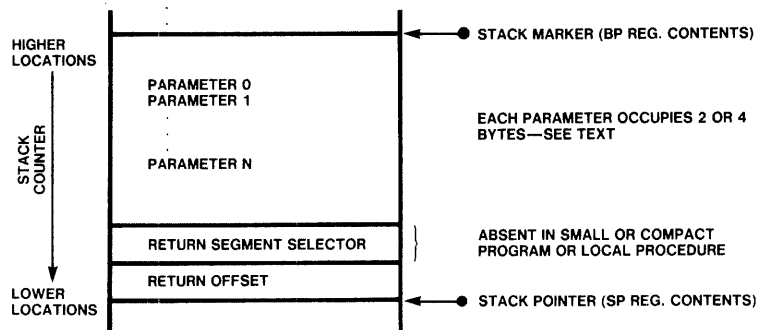 STACK MARKER (BP REG. CONTENTS)
HIGHER
LOCATIONS
PARAMETER 0
PARAMETER 1
EACH PARAMETER OCCUPIES 2 OR 4
BYTES—SEE TEXT
STACK
COUNTER
PARAMETER N
RETURN SEGMENT SELECTOR
ABSENT IN SMALL OR COMPACT
PROGRAM OR LOCAL PROCEDURE
RETURN OFFSET
LOWER
LOCATIONS
STACK POINTER (SP REG. CONTENTS)